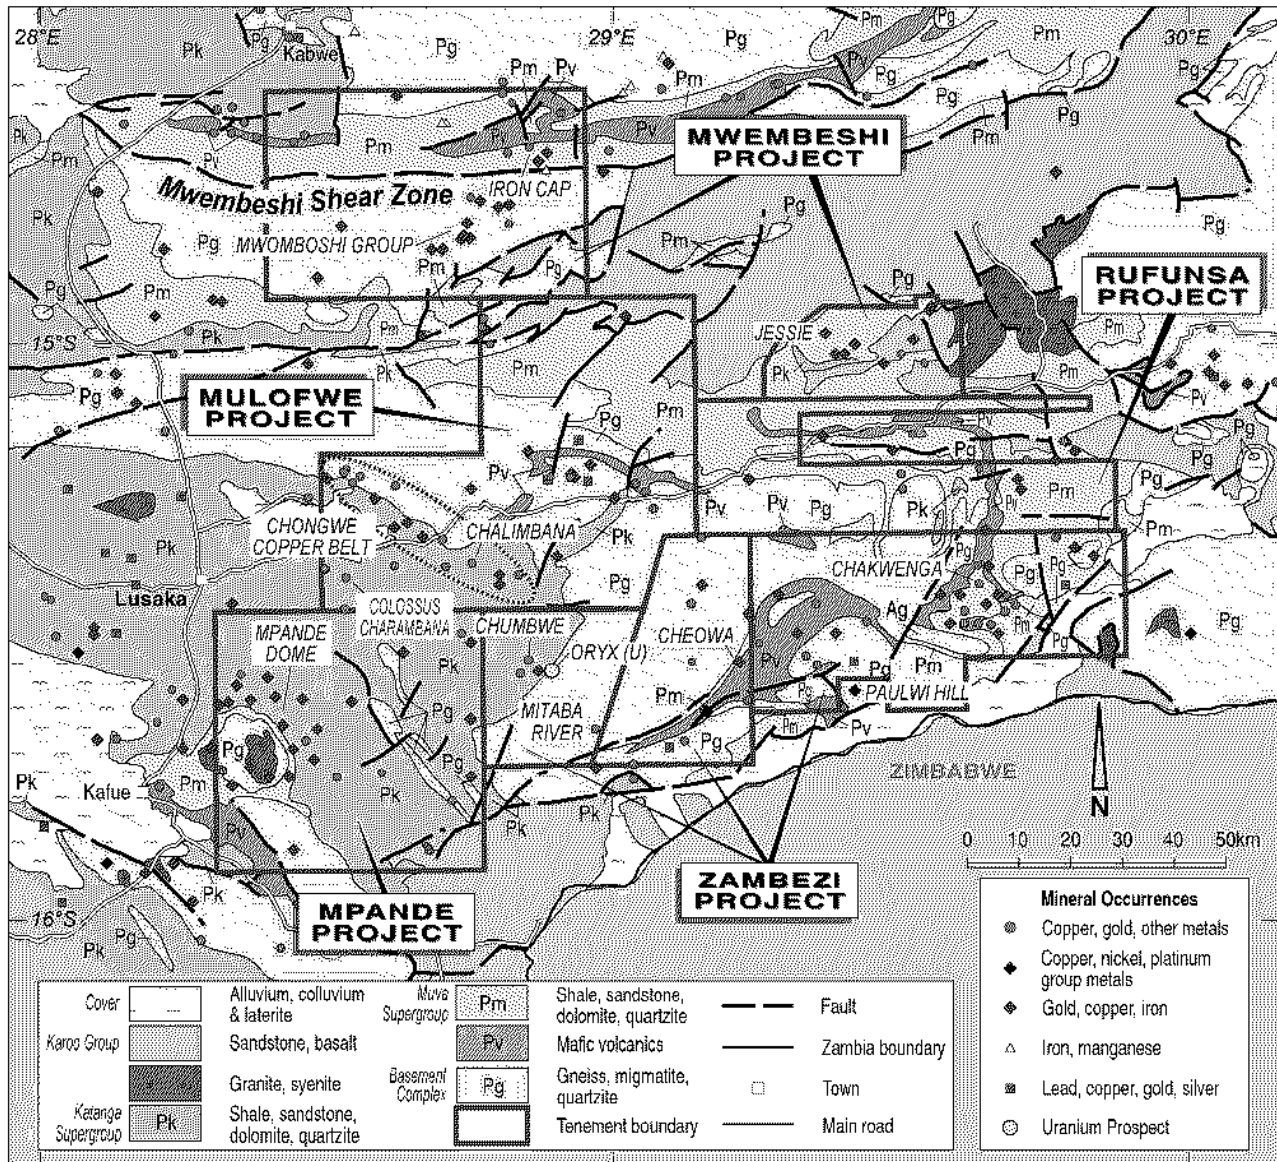 28°E
29°E
30°E
Kabwe
MWEMBESHI
PROJECT
Mwembeshi Shear Zone
IRON CAP
MWOMBOSHI GROUP
RUFUNSA
PROJECT
15°S
JESSIE
MULOFWE
PROJECT
CHONGWE
COPPER BELT
CHALIMBANA
CHAKWENGA
Lusaka
COLOSSUS
CHARAMBANA
CHUMBWE
MPANDE
DOME
ORYX (U)
CHEOWA
Ag
PAULWI HILL
MITABA
RIVER
ZIMBABWE
Kafue
N
0 10 20 30 40 50km
ZAMBEZI
PROJECT
MPANDE
PROJECT
16°S
Mineral Occurrences
Copper, gold, other metals
Copper, nickel, platinum
group metals
Gold, copper, iron
Iron, manganese
Lead, copper, gold, silver
Uranium Prospect
Cover
Alluvium, colluvium
& laterite
Karoo Group
Sandstone, basalt
Granite, syenite
Katanga
Supergroup
Pk
Shale, sandstone,
dolomite, quartzite
Muva
Supergroup
Pm
Shale, sandstone,
dolomite, quartzite
Pv
Mafic volcanics
Basement
Complex
Pg
Gneiss, migmatite,
quartzite
Tenement boundary
Fault
Zambia boundary
Town
Main road